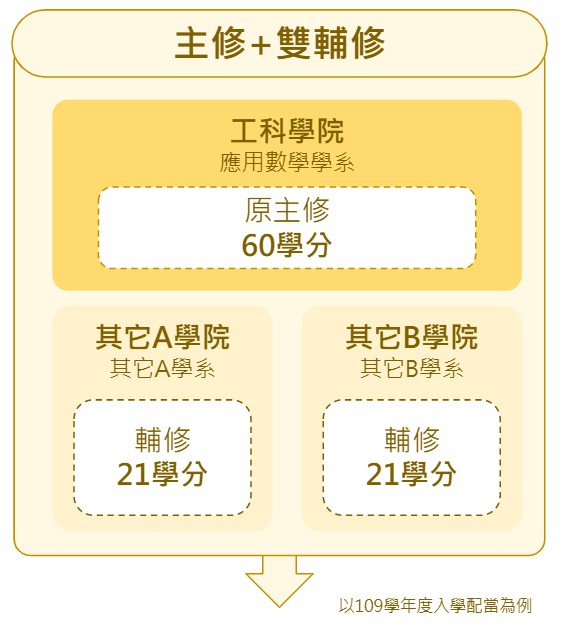 主修+雙輔修
工科學院
應用數學學系
原主修
60學分
其它A學院
其它A學系
輔修
21學分
其它B學院
其它B學系
輔修
21學分
以109學年度入學配當為例